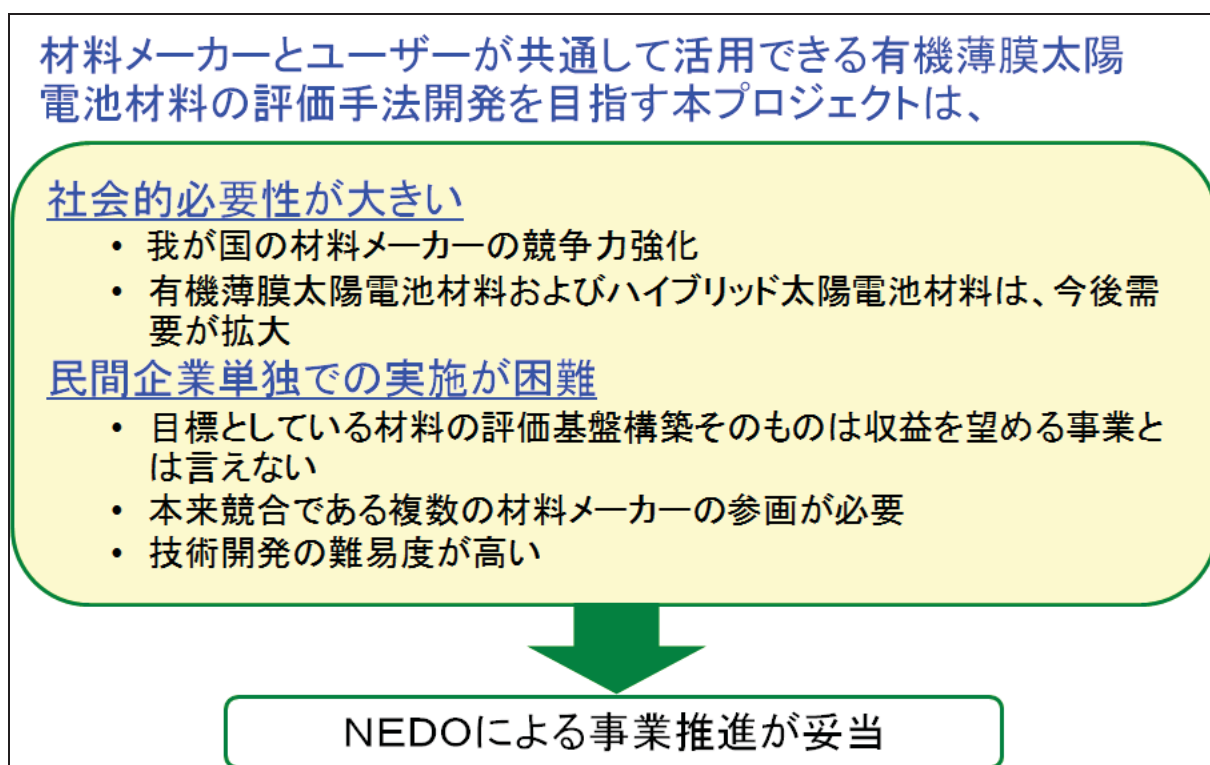 材料メーカーとユーザーが共通して活用できる有機薄膜太陽
電池材料の評価手法開発を目指す本プロジェクトは、
社会的必要性が大きい
• 我が国の材料メーカーの競争力強化
• 有機薄膜太陽電池材料およびハイブリッド太陽電池材料は、今後需
要が拡大
民間企業単独での実施が困難
• 目標としている材料の評価基盤構築そのものは収益を望める事業と
は言えない
• 本来競合である複数の材料メーカーの参画が必要
• 技術開発の難易度が高い
NEDOによる事業推進が妥当